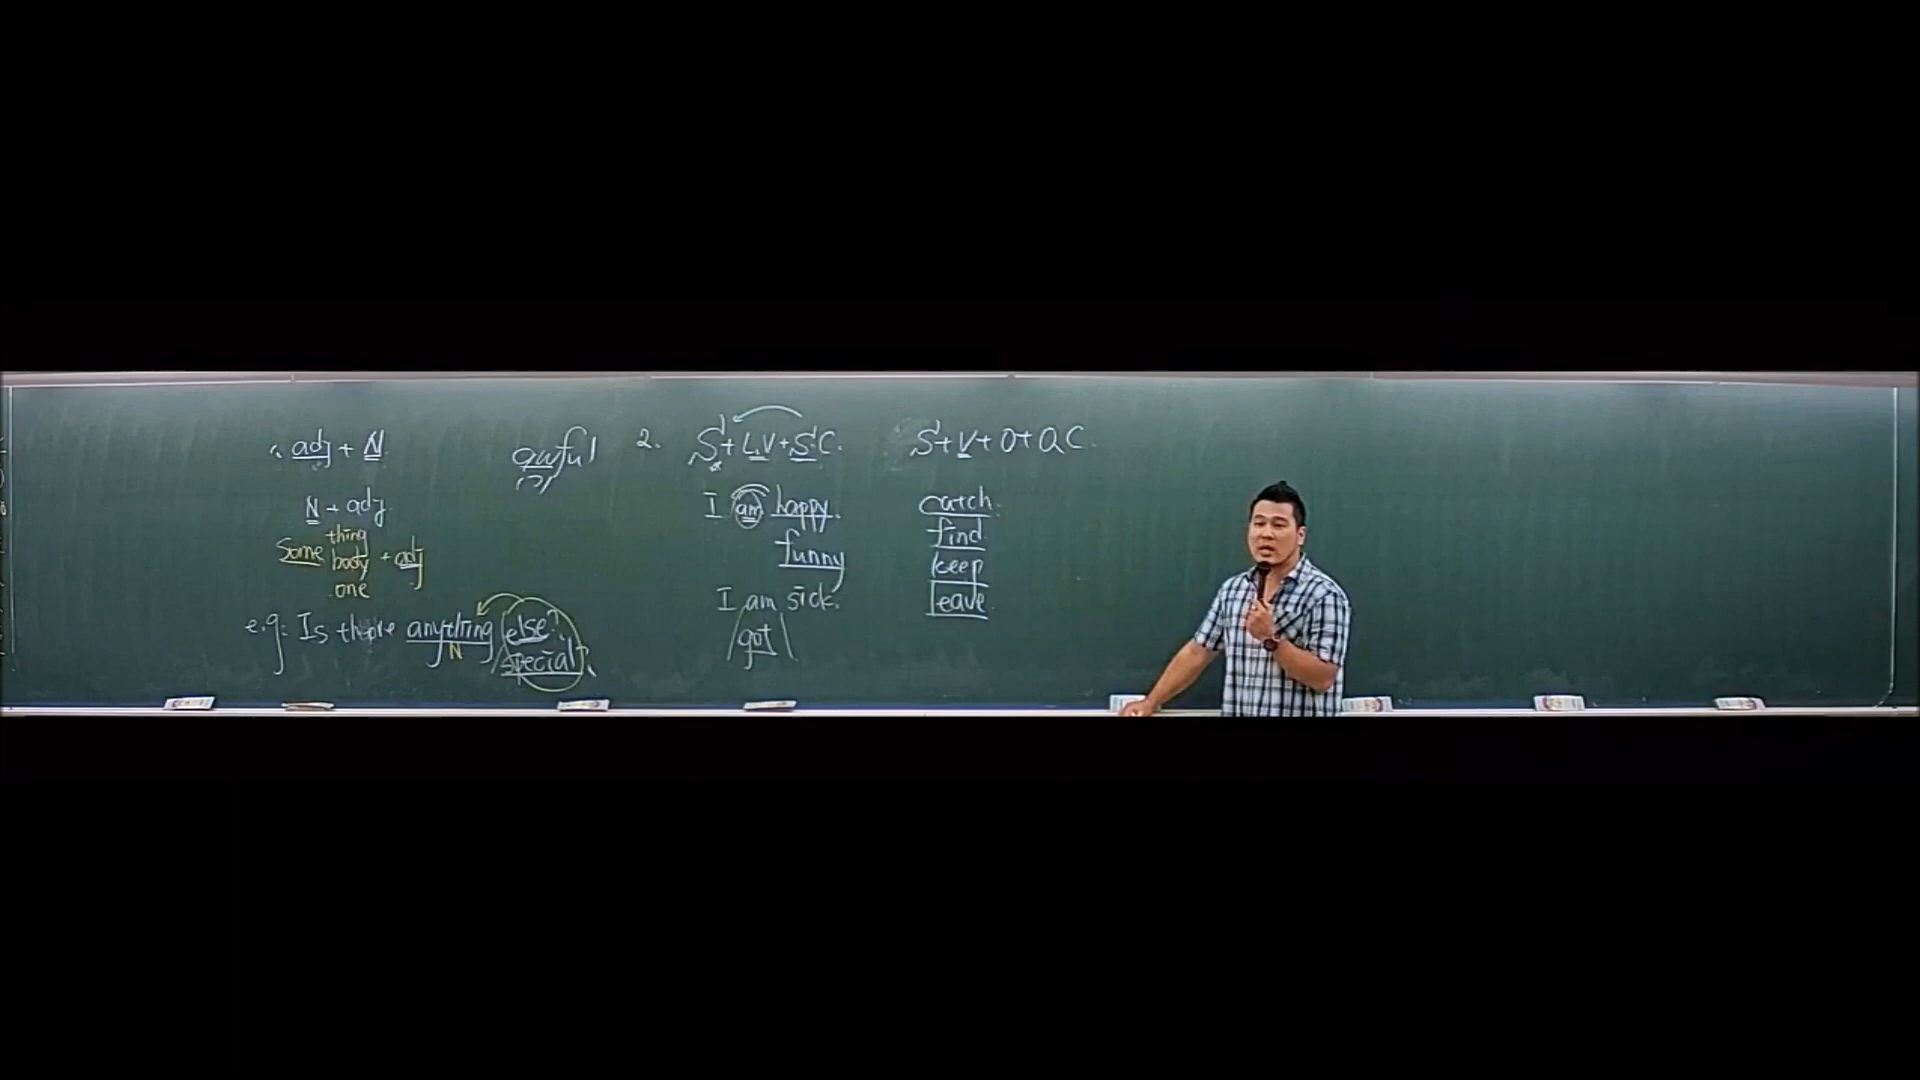 1. adj + N
N + adj.
thing
some body + adj
one
e.g: Is there anything else?
N
special?
awful
2. S + L.V + S.C.
I am happy.
funny
I am sick.
got
S + V + O + O.C.
catch.
find
keep
leave.